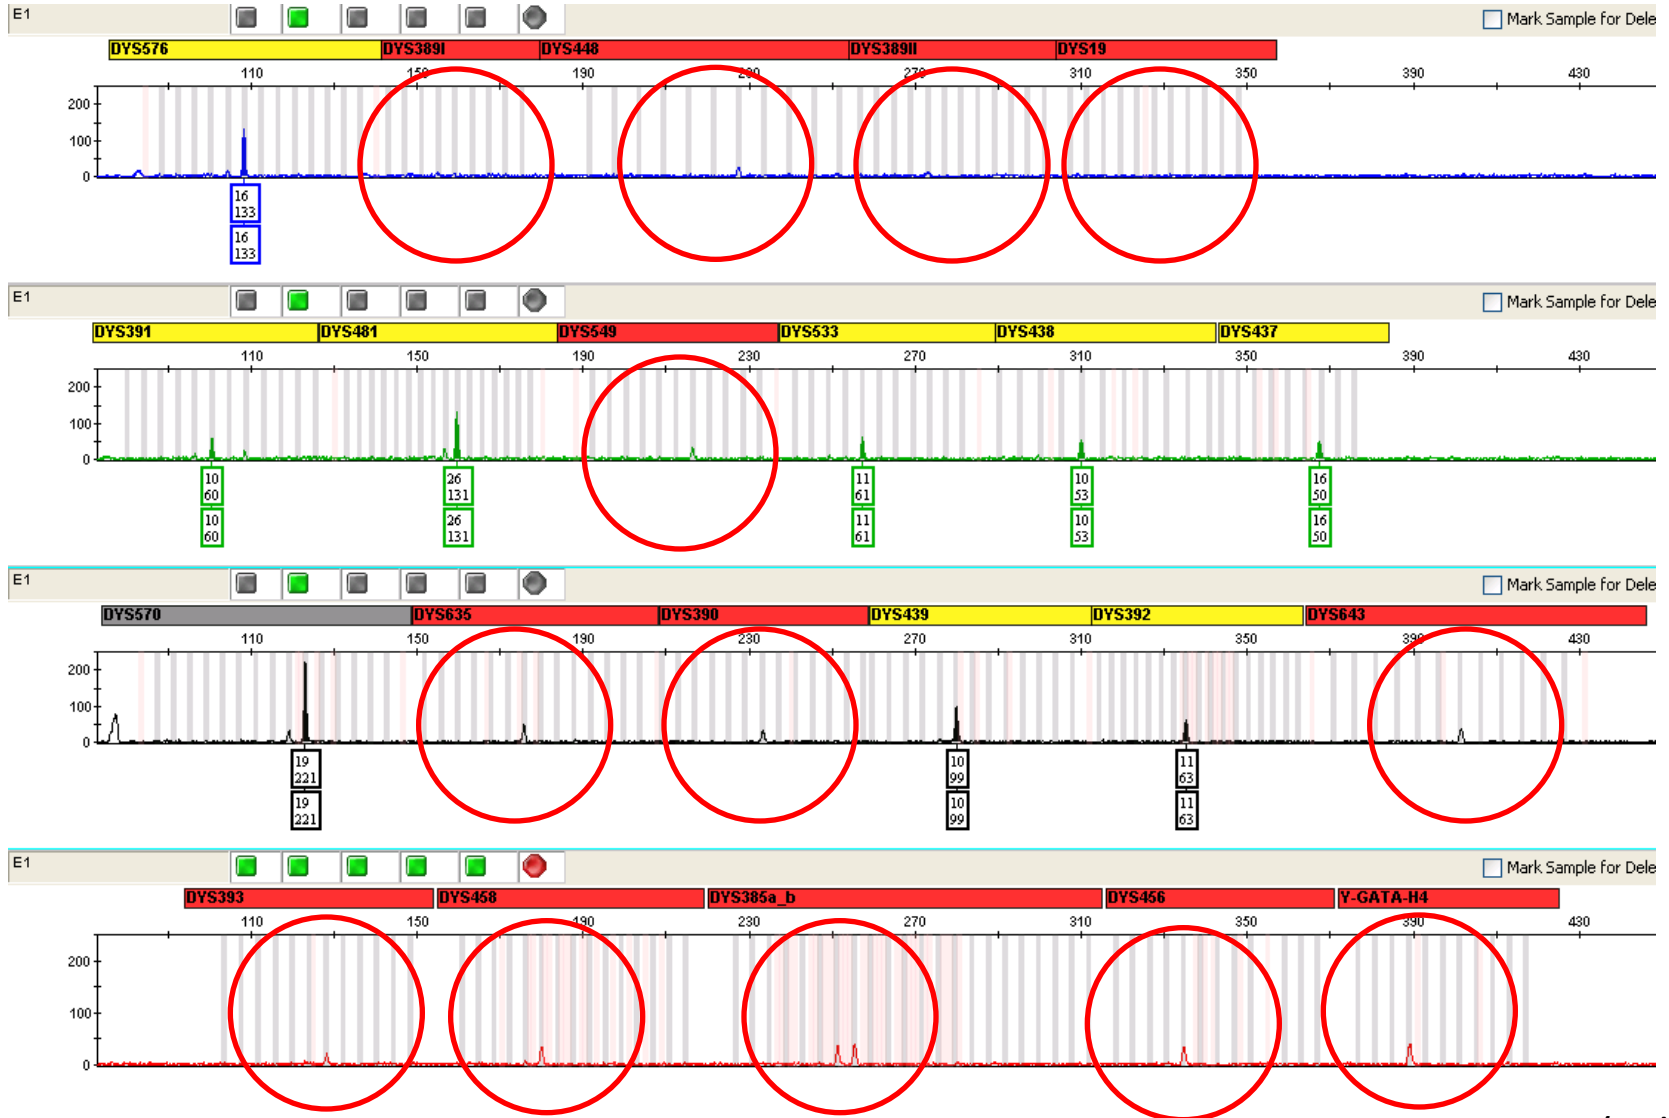 E1
Mark Sample for Dele
DYS576 DYS389I DYS448 DYS389II DYS19
110 150 190 230 270 310 350 390 430
200
100
0
16
133
16
133
E1
Mark Sample for Dele
DYS391 DYS481 DYS549 DYS533 DYS438 DYS437
110 150 190 230 270 310 350 390 430
200
100
0
10 26 11 10 16
60 131 61 53 50
10 26 11 10 16
60 131 61 53 50
E1
Mark Sample for Dele
DYS570 DYS635 DYS390 DYS439 DYS392 DYS643
110 150 190 230 270 310 350 390 430
200
100
0
19 10 11
221 99 63
19 10 11
221 99 63
E1
Mark Sample for Dele
DYS393 DYS458 DYS385a_b DYS456 Y-GATA-H4
110 150 190 230 270 310 350 390 430
200
100
0